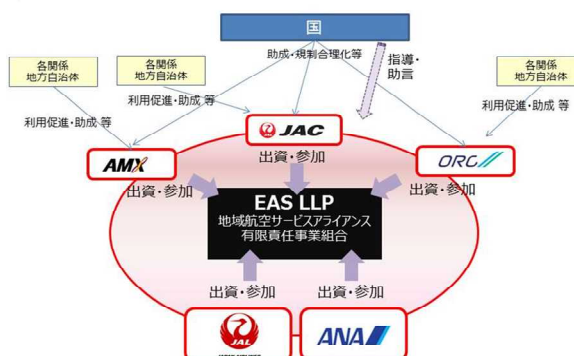 国
助成・規制合理化等
指導・
助言
各関係
地方自治体
各関係
地方自治体
各関係
地方自治体
利用促進・助成 等
利用促進・助成 等
利用促進・助成 等
JAC
AMX
ORC
出資・参加
出資・参加
出資・参加
EAS LLP
地域航空サービスアライアンス
有限責任事業組合
出資・参加
出資・参加
JAL
ANA